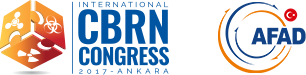 INTERNATIONAL
CBRN
CONGRESS
2017-ANKARA
AFAD